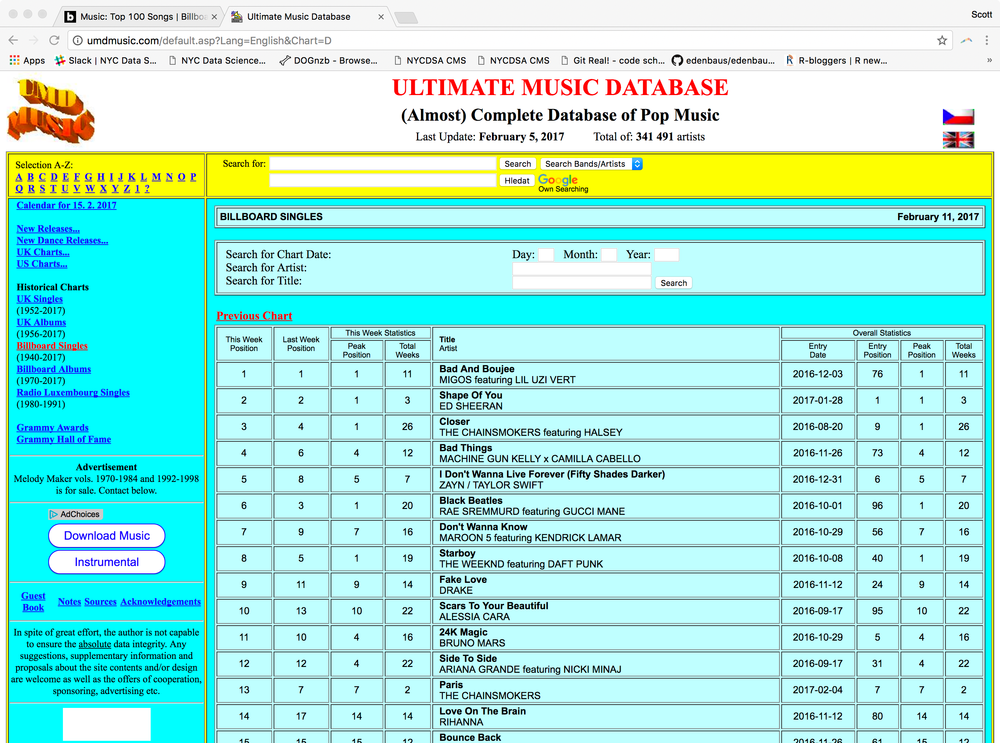 Music: Top 100 Songs | Billboa
Ultimate Music Database
Scott
umdmusic.com/default.asp?Lang=English&Chart=D
Apps
Slack | NYC Data S...
NYC Data Science...
DOGnzb - Browse...
NYCDSA CMS
NYCDSA CMS
Git Real! - code sch...
edenbaus/edenbau...
R-bloggers | R new...
»
UMD
MUSIC
ULTIMATE MUSIC DATABASE
(Almost) Complete Database of Pop Music
Last Update: February 5, 2017 Total of: 341 491 artists
Selection A-Z:
A B C D E F G H I J K L M N O P
Q R S T U V W X Y Z 1 ?
Search for: Search Search Bands/Artists
Hledat Google
Own Searching
Calendar for 15. 2. 2017
New Releases...
New Dance Releases...
UK Charts...
US Charts...
Historical Charts
UK Singles
(1952-2017)
UK Albums
(1956-2017)
Billboard Singles
(1940-2017)
Billboard Albums
(1970-2017)
Radio Luxembourg Singles
(1980-1991)
Grammy Awards
Grammy Hall of Fame
Advertisement
Melody Maker vols. 1970-1984 and 1992-1998
is for sale. Contact below.
AdChoices
Download Music
Instrumental
Guest
Book
Notes Sources Acknowledgements
In spite of great effort, the author is not capable
to ensure the absolute data integrity. Any
suggestions, supplementary information and
proposals about the site contents and/or design
are welcome as well as the offers of cooperation,
sponsoring, advertising etc.
BILLBOARD SINGLES February 11, 2017
Search for Chart Date: Day: Month: Year:
Search for Artist:
Search for Title: Search
Previous Chart
This Week Position
Last Week Position
This Week Statistics
Peak Position
Total Weeks
Title
Artist
Overall Statistics
Entry Date
Entry Position
Peak Position
Total Weeks
1 1 1 11 Bad And Boujee 2016-12-03 76 1 11
MIGOS featuring LIL UZI VERT
2 2 1 3 Shape Of You 2017-01-28 1 1 3
ED SHEERAN
3 4 1 26 Closer 2016-08-20 9 1 26
THE CHAINSMOKERS featuring HALSEY
4 6 4 12 Bad Things 2016-11-26 73 4 12
MACHINE GUN KELLY x CAMILLA CABELLO
5 8 5 7 I Don't Wanna Live Forever (Fifty Shades Darker) 2016-12-31 6 5 7
ZAYN / TAYLOR SWIFT
6 3 1 20 Black Beatles 2016-10-01 96 1 20
RAE SREMMURD featuring GUCCI MANE
7 9 7 16 Don't Wanna Know 2016-10-29 56 7 16
MAROON 5 featuring KENDRICK LAMAR
8 5 1 19 Starboy 2016-10-08 40 1 19
THE WEEKND featuring DAFT PUNK
9 11 9 14 Fake Love 2016-11-12 24 9 14
DRAKE
10 13 10 22 Scars To Your Beautiful 2016-09-17 95 10 22
ALESSIA CARA
11 10 4 16 24K Magic 2016-10-29 5 4 16
BRUNO MARS
12 12 4 22 Side To Side 2016-09-17 31 4 22
ARIANA GRANDE featuring NICKI MINAJ
13 7 7 2 Paris 2017-02-04 7 7 2
THE CHAINSMOKERS
14 17 14 14 Love On The Brain 2016-11-12 80 14 14
RIHANNA
15 15 15 12 Bounce Back 2016-11-26 61 15 12